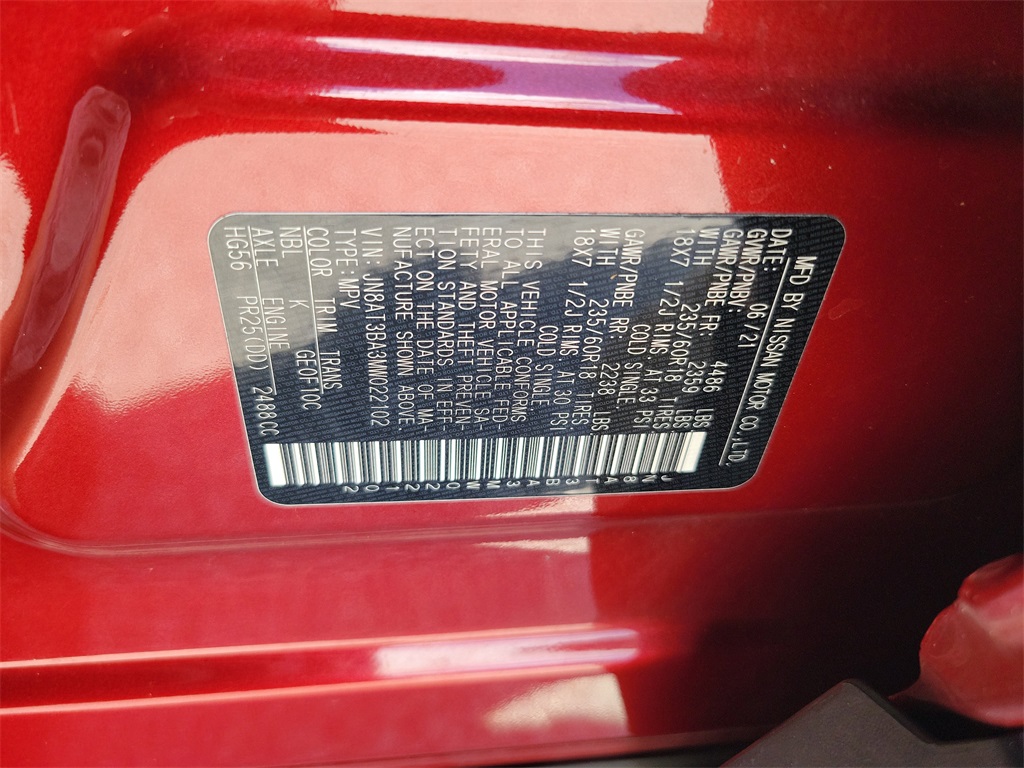 MFD BY NISSAN MOTOR CO.,LTD.
DATE: 06/21
GVWR/PNBV: 4486 LBS
GAWR/PNBE FR: 2359 LBS
WITH 235/60R18 TIRES
18X7 1/2J RIMS AT 33 PSI
COLD SINGLE.
GAWR/PNBE RR 2238 LBS
WITH 235/60R18 TIRES
18X7 1/2J RIMS AT 30 PSI
COLD SINGLE.
THIS VEHICLE CONFORMS
TO ALL APPLICABLE FED-
ERAL MOTOR VEHICLE SA-
FETY AND THEFT PREVEN-
TION STANDARDS IN EFF-
ECT ON THE DATE OF MA-
NUFACTURE SHOWN ABOVE.
VIN: JN8AT3BA3MW022102
TYPE:MPV
COLOR TRIM TRANS
NBL K GE0F10C
AXLE ENGINE
HG56 PR25(DD) 2488CC
JN8AT3BA3MW022102